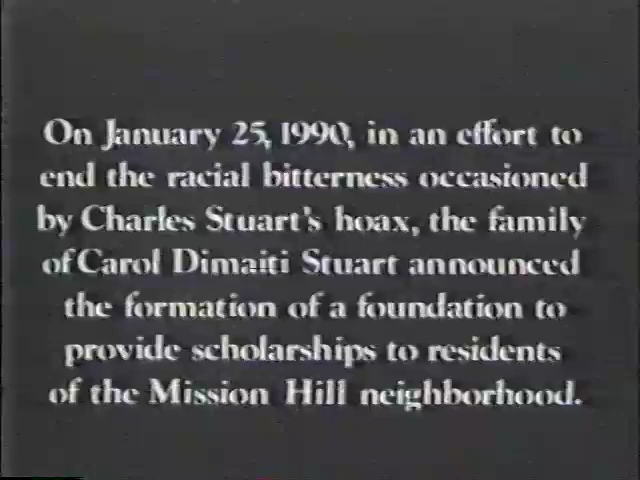 On January 25, 1990, in an effort to
end the racial bitterness occasioned
by Charles Stuart's hoax, the family
of Carol Dimaiti Stuart announced
the formation of a foundation to
provide scholarships to residents
of the Mission Hill neighborhood.